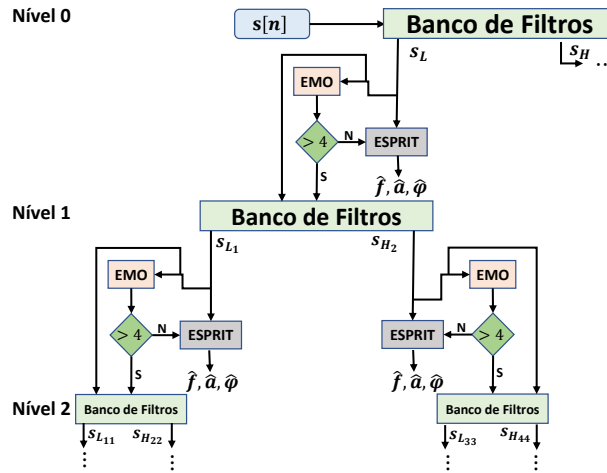 Nível 0
s[n]
Banco de Filtros
s_L
s_H
...
EMO
> 4
N
ESPRIT
S
f̂, â, φ̂
Nível 1
Banco de Filtros
s_{L_1}
s_{H_2}
EMO
EMO
> 4
N
ESPRIT
ESPRIT
N
> 4
S
f̂, â, φ̂
f̂, â, φ̂
S
Nível 2
Banco de Filtros
Banco de Filtros
s_{L_{11}}
s_{H_{22}}
s_{L_{33}}
s_{H_{44}}